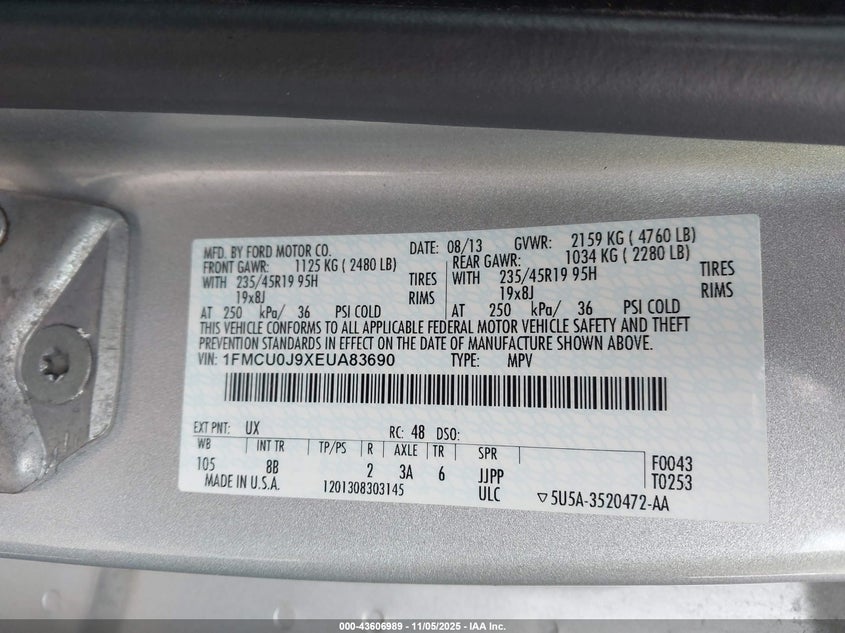 MFD. BY FORD MOTOR CO. DATE: 08/13 GVWR: 2159 KG ( 4760 LB)
FRONT GAWR: 1125 KG ( 2480 LB) REAR GAWR: 1034 KG ( 2280 LB)
WITH 235/45R19 95H TIRES WITH 235/45R19 95H TIRES
19x8J RIMS 19x8J RIMS
AT 250 kPa/ 36 PSI COLD AT 250 kPa/ 36 PSI COLD
THIS VEHICLE CONFORMS TO ALL APPLICABLE FEDERAL MOTOR VEHICLE SAFETY AND THEFT
PREVENTION STANDARDS IN EFFECT ON THE DATE OF MANUFACTURE SHOWN ABOVE.
VIN: 1FMCU0J9XEUA83690 TYPE: MPV
EXT PNT: UX RC: 48 DSO:
WB INT TR TP/PS R AXLE TR SPR
105 8B 2 3A 6 JJPP F0043
MADE IN U.S.A. 1201308303145 ULC T0253
▽5U5A-3520472-AA
000-43606989 - 11/05/2025 - IAA Inc.